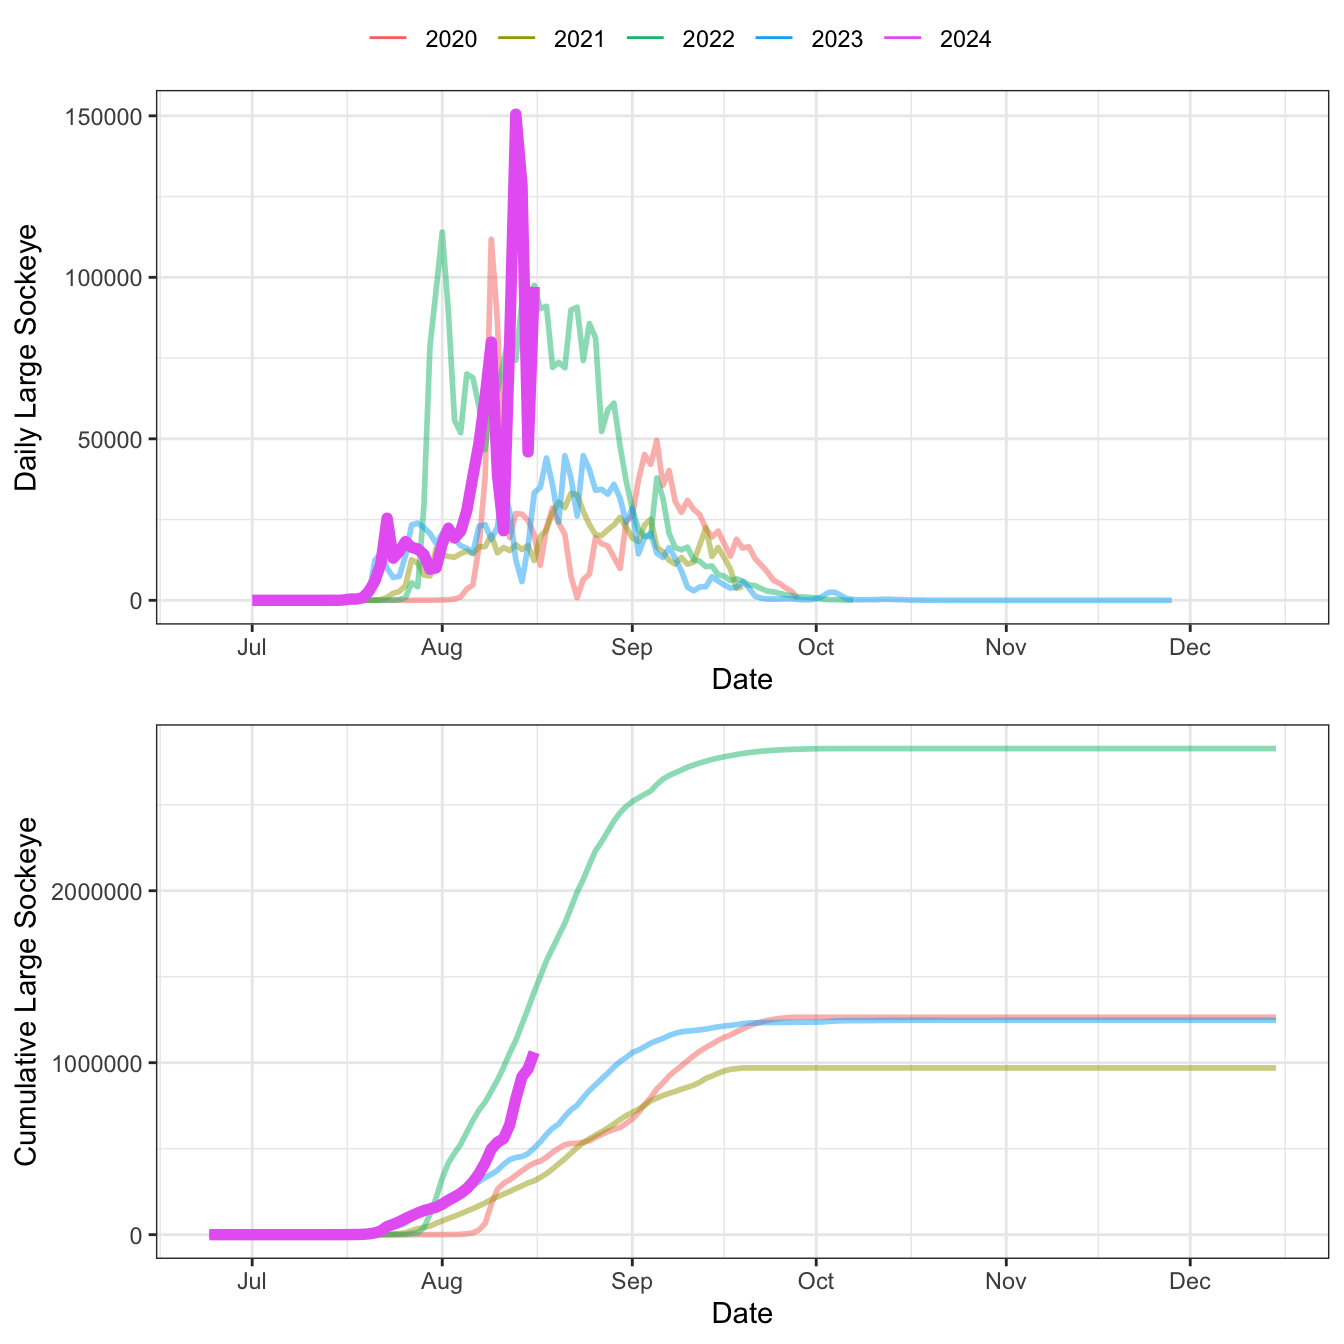 2020 2021 2022 2023 2024
150000
100000
50000
0
Daily Large Sockeye
Jul Aug Sep Oct Nov Dec
Date
2000000
1000000
0
Cumulative Large Sockeye
Jul Aug Sep Oct Nov Dec
Date